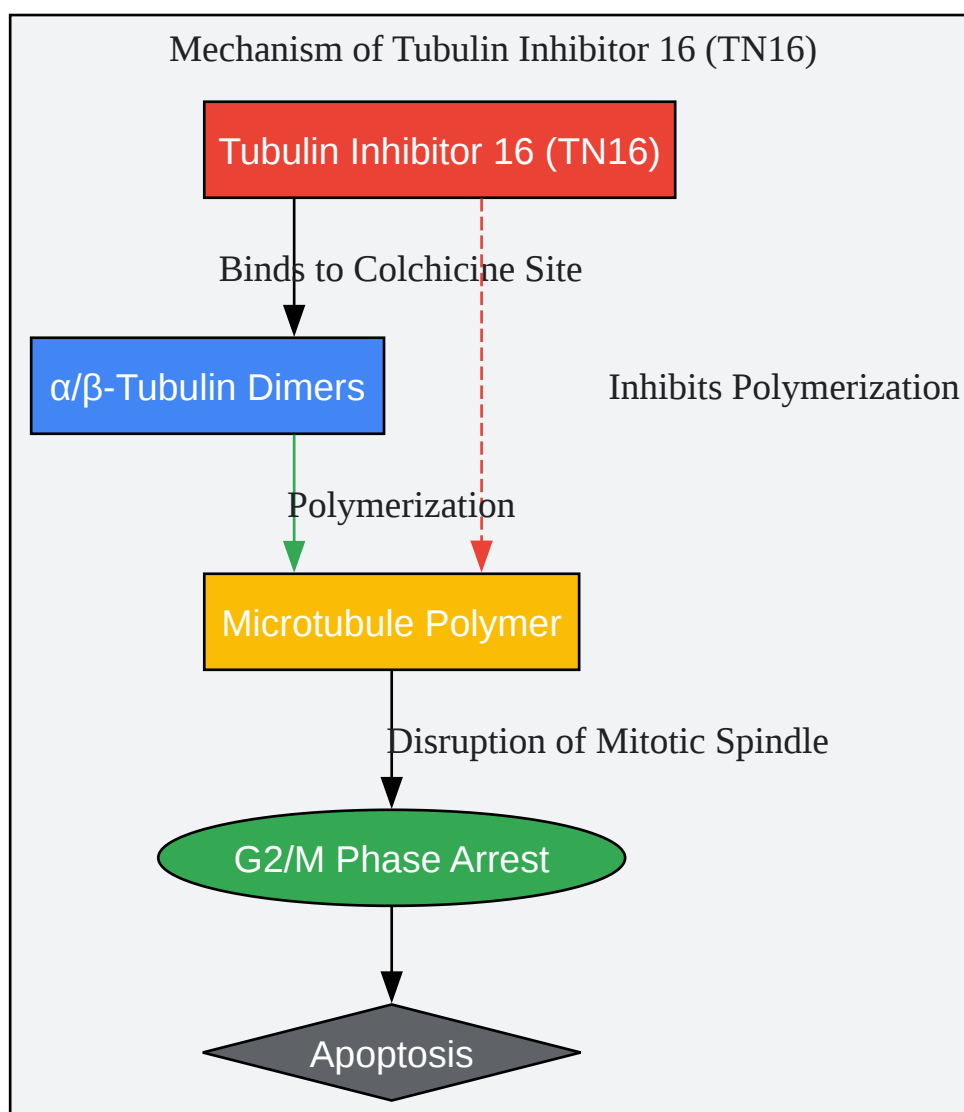 Mechanism of Tubulin Inhibitor 16 (TN16)
Tubulin Inhibitor 16 (TN16)
Binds to Colchicine Site
α/β-Tubulin Dimers
Inhibits Polymerization
Polymerization
Microtubule Polymer
Disruption of Mitotic Spindle
G2/M Phase Arrest
Apoptosis